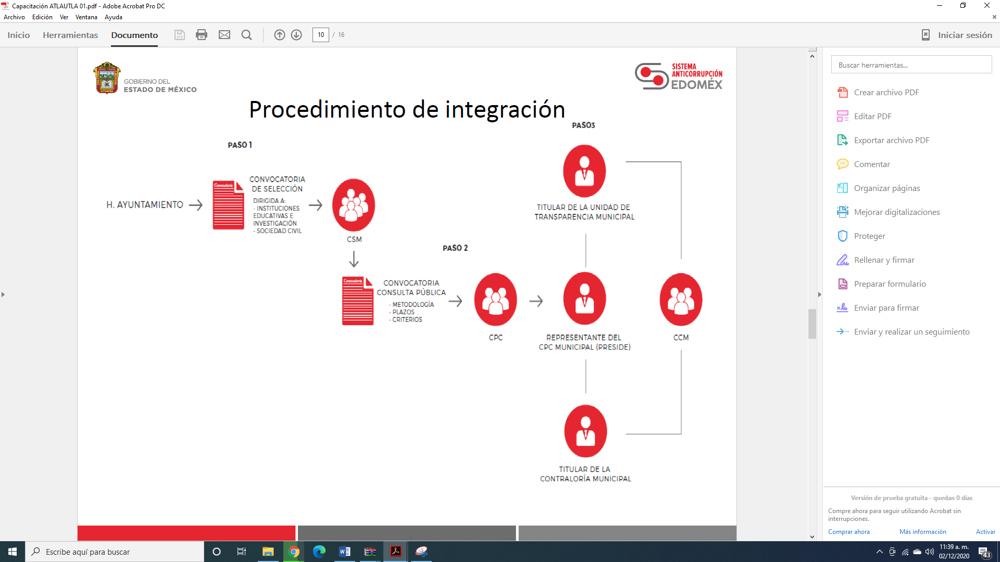 Capacitación ATLAUTLA 01.pdf - Adobe Acrobat Pro DC
Archivo Edición Ver Ventana Ayuda
Inicio Herramientas Documento 10 / 16 Iniciar sesión
GOBIERNO DEL
ESTADO DE MÉXICO
SISTEMA
ANTICORRUPCIÓN
EDOMÉX
Procedimiento de integración
PASO 1
H. AYUNTAMIENTO
Convocatoria
CONVOCATORIA
DE SELECCIÓN
DIRIGIDA A:
- INSTITUCIONES
EDUCATIVAS E
INVESTIGACIÓN
- SOCIEDAD CIVIL
CSM
PASO 2
Convocatoria
CONVOCATORIA
CONSULTA PÚBLICA
- METODOLOGÍA
- PLAZOS
- CRITERIOS
CPC
PASO3
TITULAR DE LA UNIDAD DE
TRANSPARENCIA MUNICIPAL
REPRESENTANTE DEL
CPC MUNICIPAL (PRESIDE)
TITULAR DE LA
CONTRALORÍA MUNICIPAL
CCM
Buscar herramientas...
Crear archivo PDF
Editar PDF
Exportar archivo PDF
Comentar
Organizar páginas
Mejorar digitalizaciones
Proteger
Rellenar y firmar
Preparar formulario
Enviar para firmar
Enviar y realizar un seguimiento
Versión de prueba gratuita - quedan 0 días
Compre ahora para seguir utilizando Acrobat sin
interrupciones.
Comprar ahora Más información Activar
Escribe aquí para buscar
11:39 a. m.
02/12/2020
43